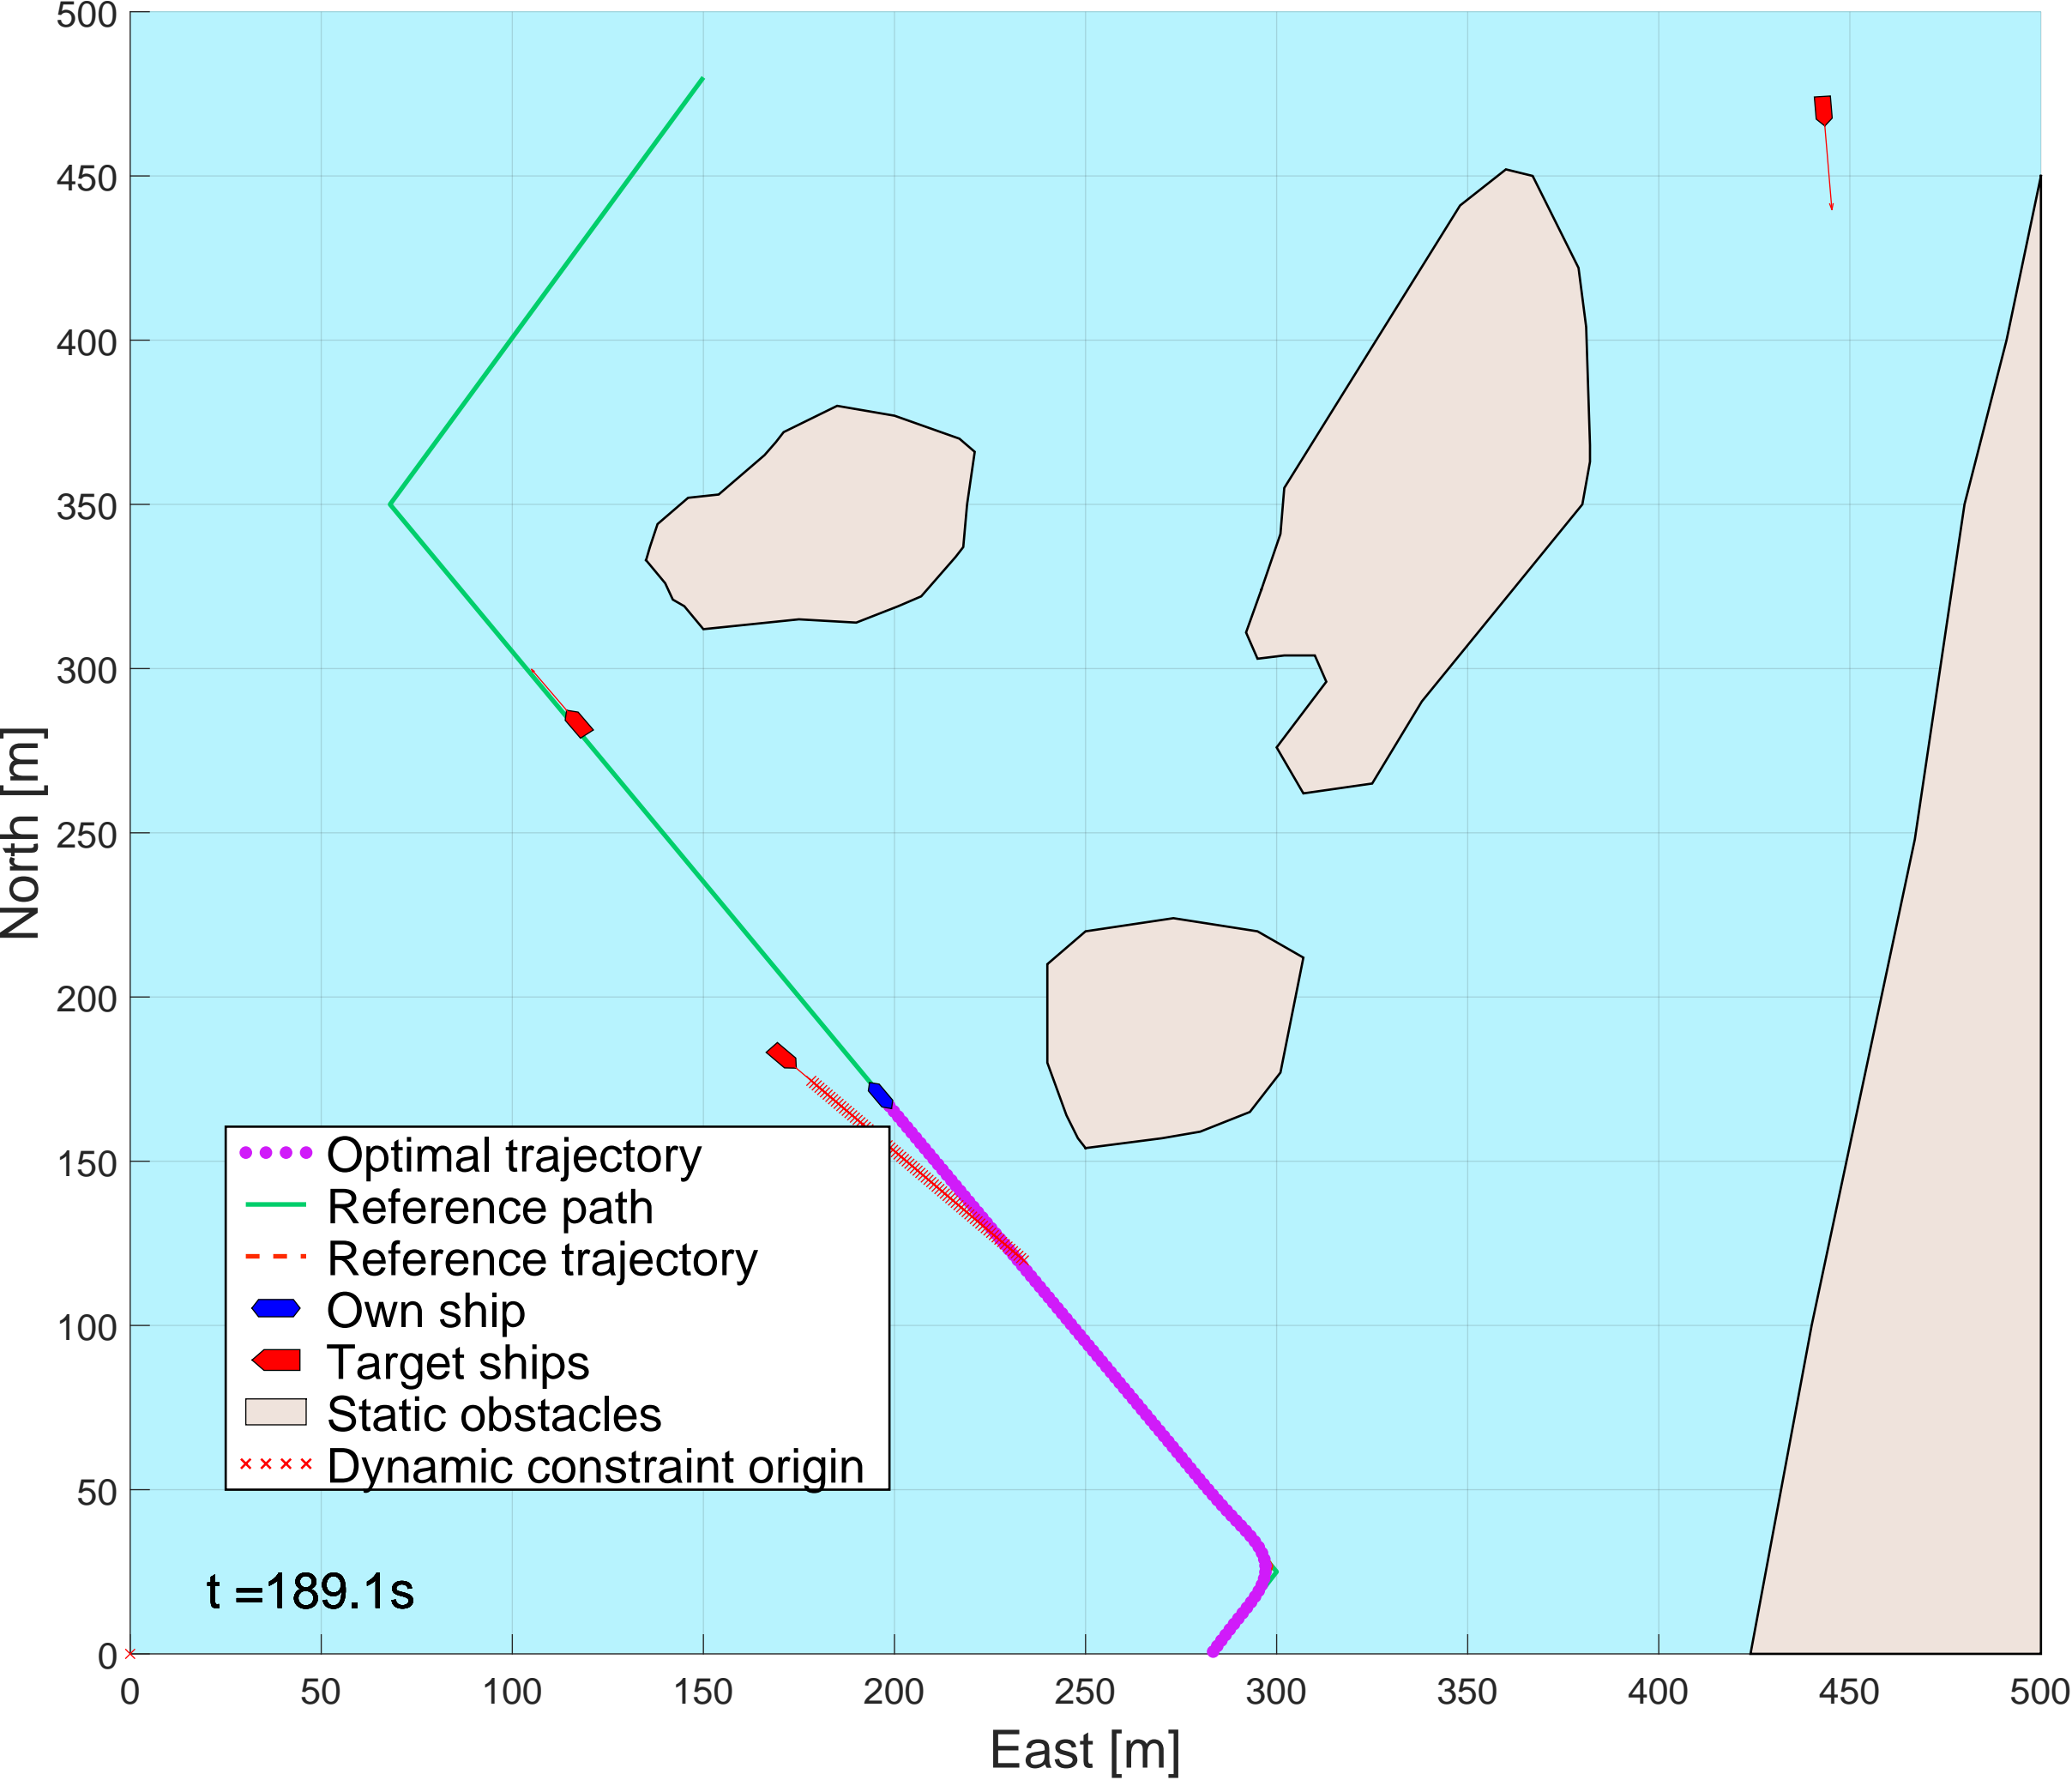 500
450
400
350
300
250
200
150
100
50
0
North [m]
Optimal trajectory
Reference path
Reference trajectory
Own ship
Target ships
Static obstacles
Dynamic constraint origin
t =189.1s
0 50 100 150 200 250 300 350 400 450 500
East [m]